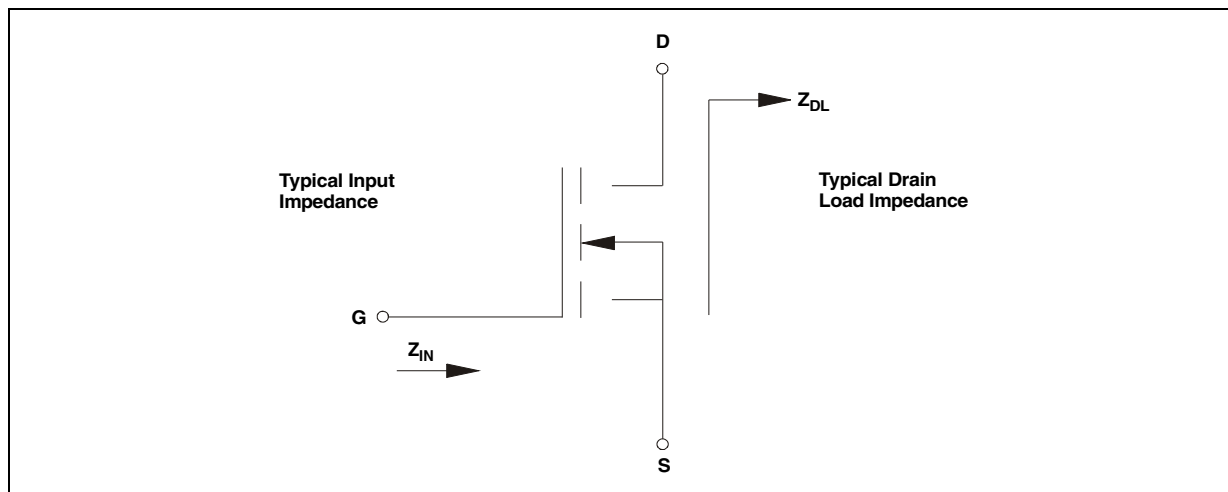 D
Z_DL
Typical Input
Impedance
Typical Drain
Load Impedance
G
Z_IN
S